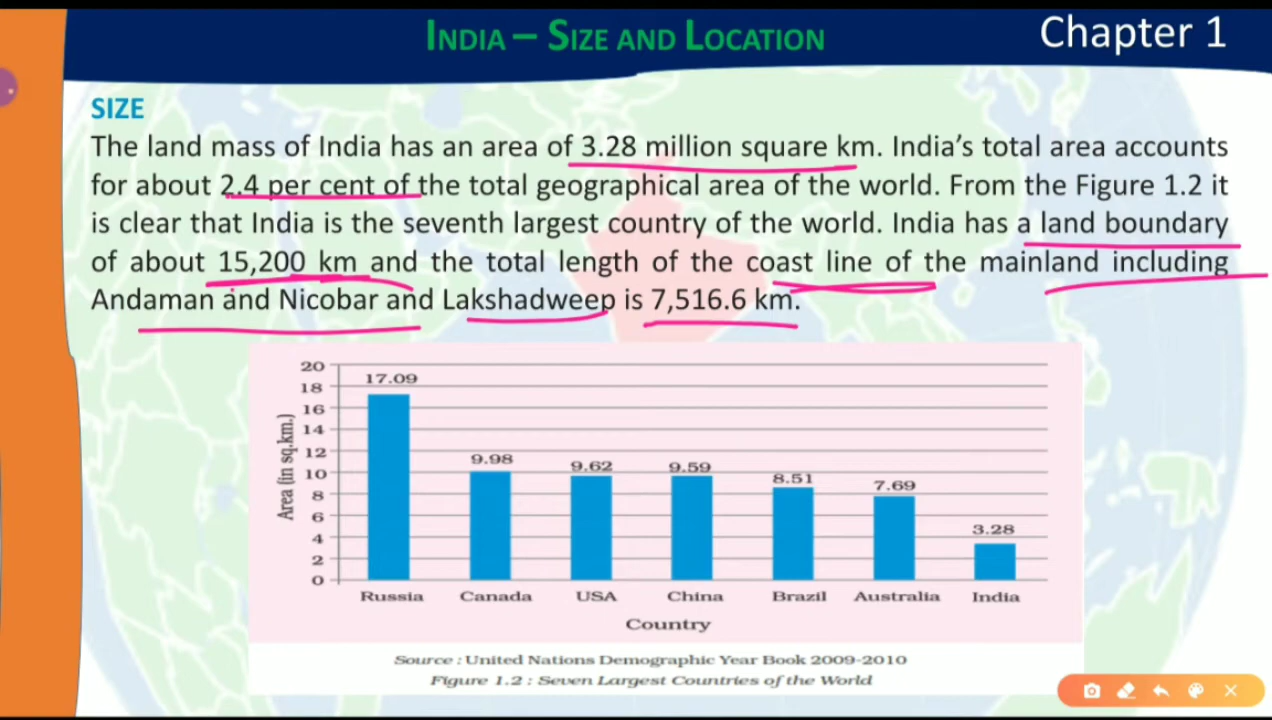 INDIA – SIZE AND LOCATION
Chapter 1
SIZE
The land mass of India has an area of 3.28 million square km. India's total area accounts
for about 2.4 per cent of the total geographical area of the world. From the Figure 1.2 it
is clear that India is the seventh largest country of the world. India has a land boundary
of about 15,200 km and the total length of the coast line of the mainland including
Andaman and Nicobar and Lakshadweep is 7,516.6 km.
20
18
16
14
12
10
8
6
4
2
0
Area (in sq.km.)
17.09
9.98
9.62
9.59
8.51
7.69
3.28
Russia Canada USA China Brazil Australia India
Country
Source : United Nations Demographic Year Book 2009-2010
Figure 1.2 : Seven Largest Countries of the World